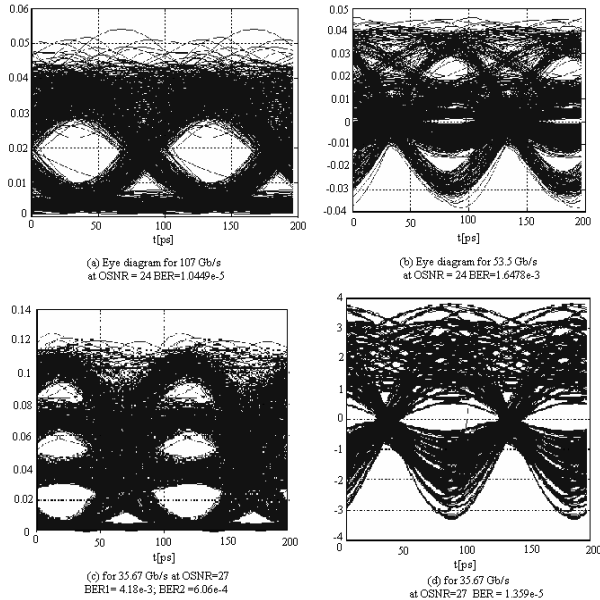 0.06
0.05
0.04
0.03
0.02
0.01
0
0 50 100 150 200
t[ps]
(a) Eye diagram for 107 Gb/s
at OSNR = 24 BER=1.0449e-5
0.05
0.04
0.03
0.02
0.01
0
-0.01
-0.02
-0.03
-0.04
0 50 100 150 200
t[ps]
(b) Eye diagram for 53.5 Gb/s
at OSNR = 24 BER=1.6478e-3
0.14
0.12
0.1
0.08
0.06
0.04
0.02
0
0 50 100 150 200
t[ps]
(c) for 35.67 Gb/s at OSNR=27
BER1= 4.18e-3; BER2 =6.06e-4
4
3
2
1
0
-1
-2
-3
-4
0 50 100 150 200
t[ps]
(d) for 35.67 Gb/s
at OSNR=27 BER = 1.359e-5